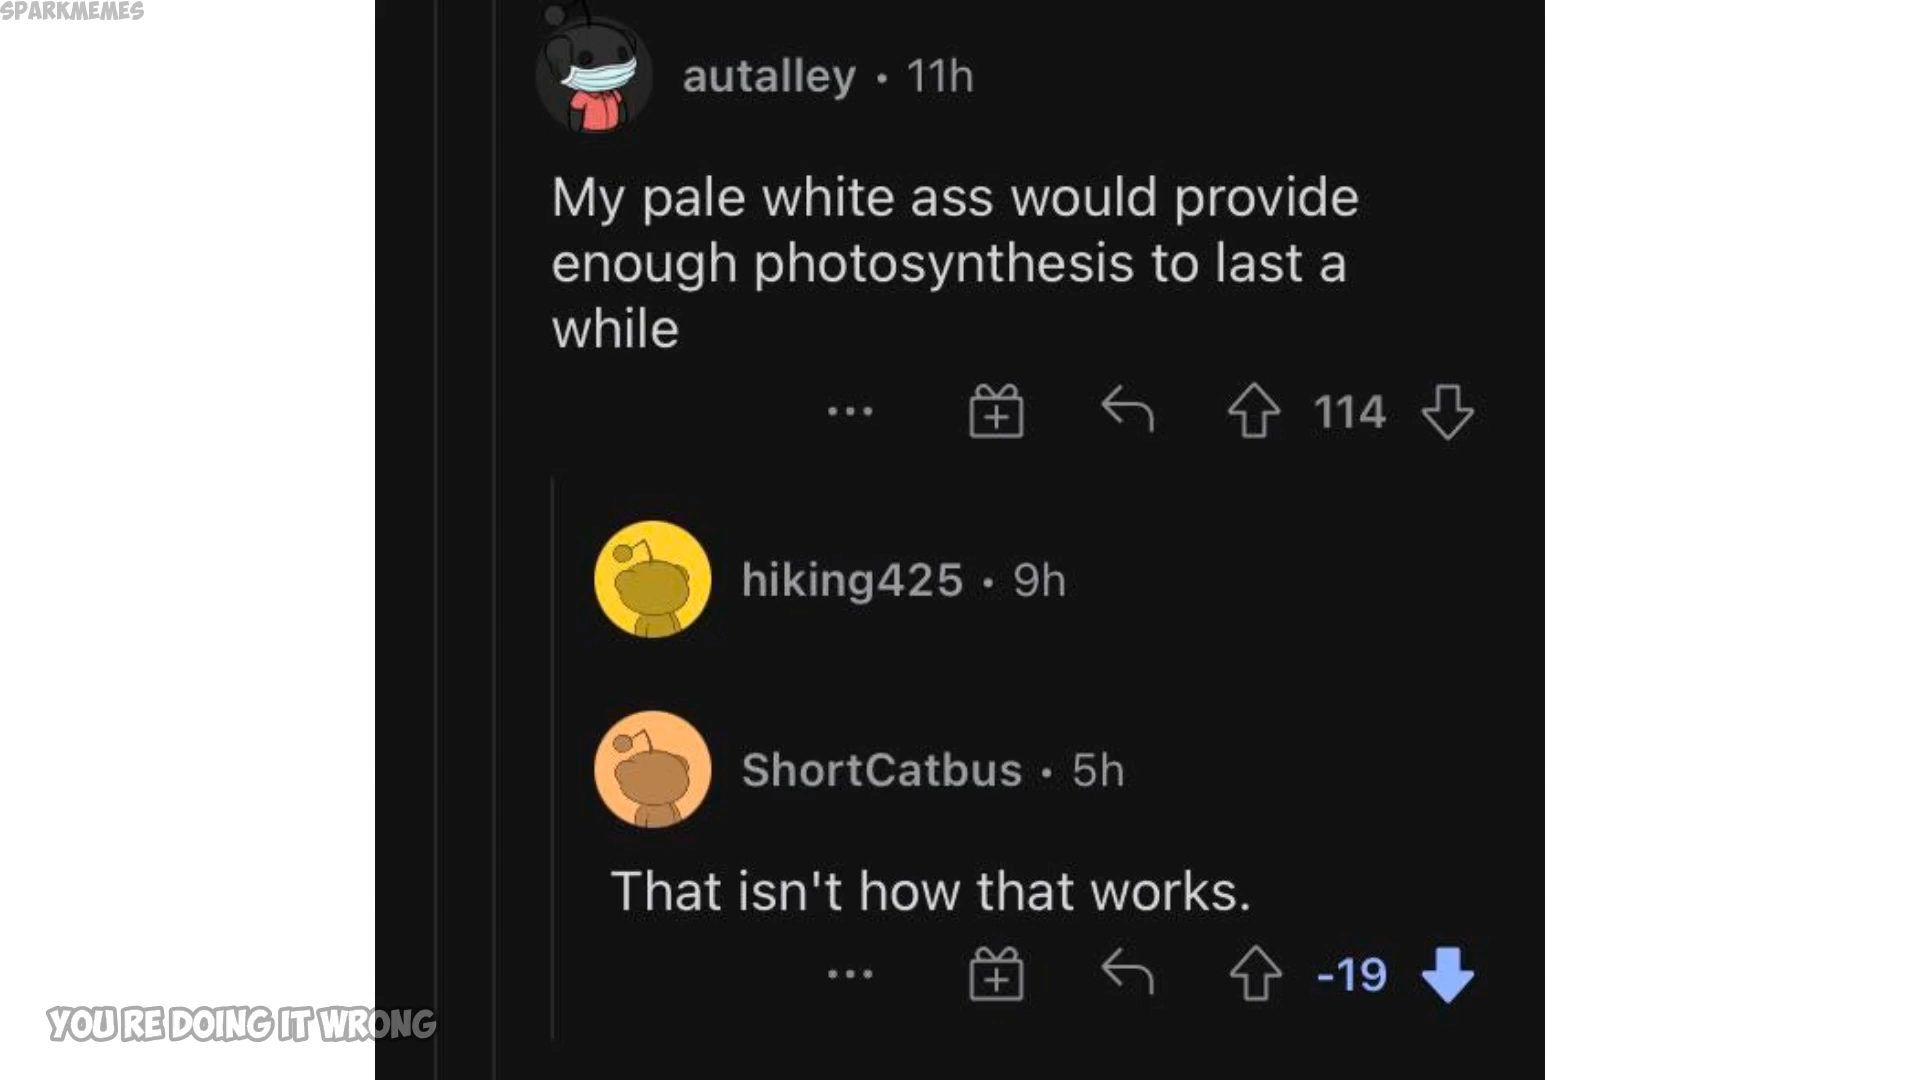 SPARKMEMES
autalley • 11h
My pale white ass would provide
enough photosynthesis to last a
while
... 114
hiking425 • 9h
ShortCatbus • 5h
That isn't how that works.
... -19
YOU'RE DOING IT WRONG